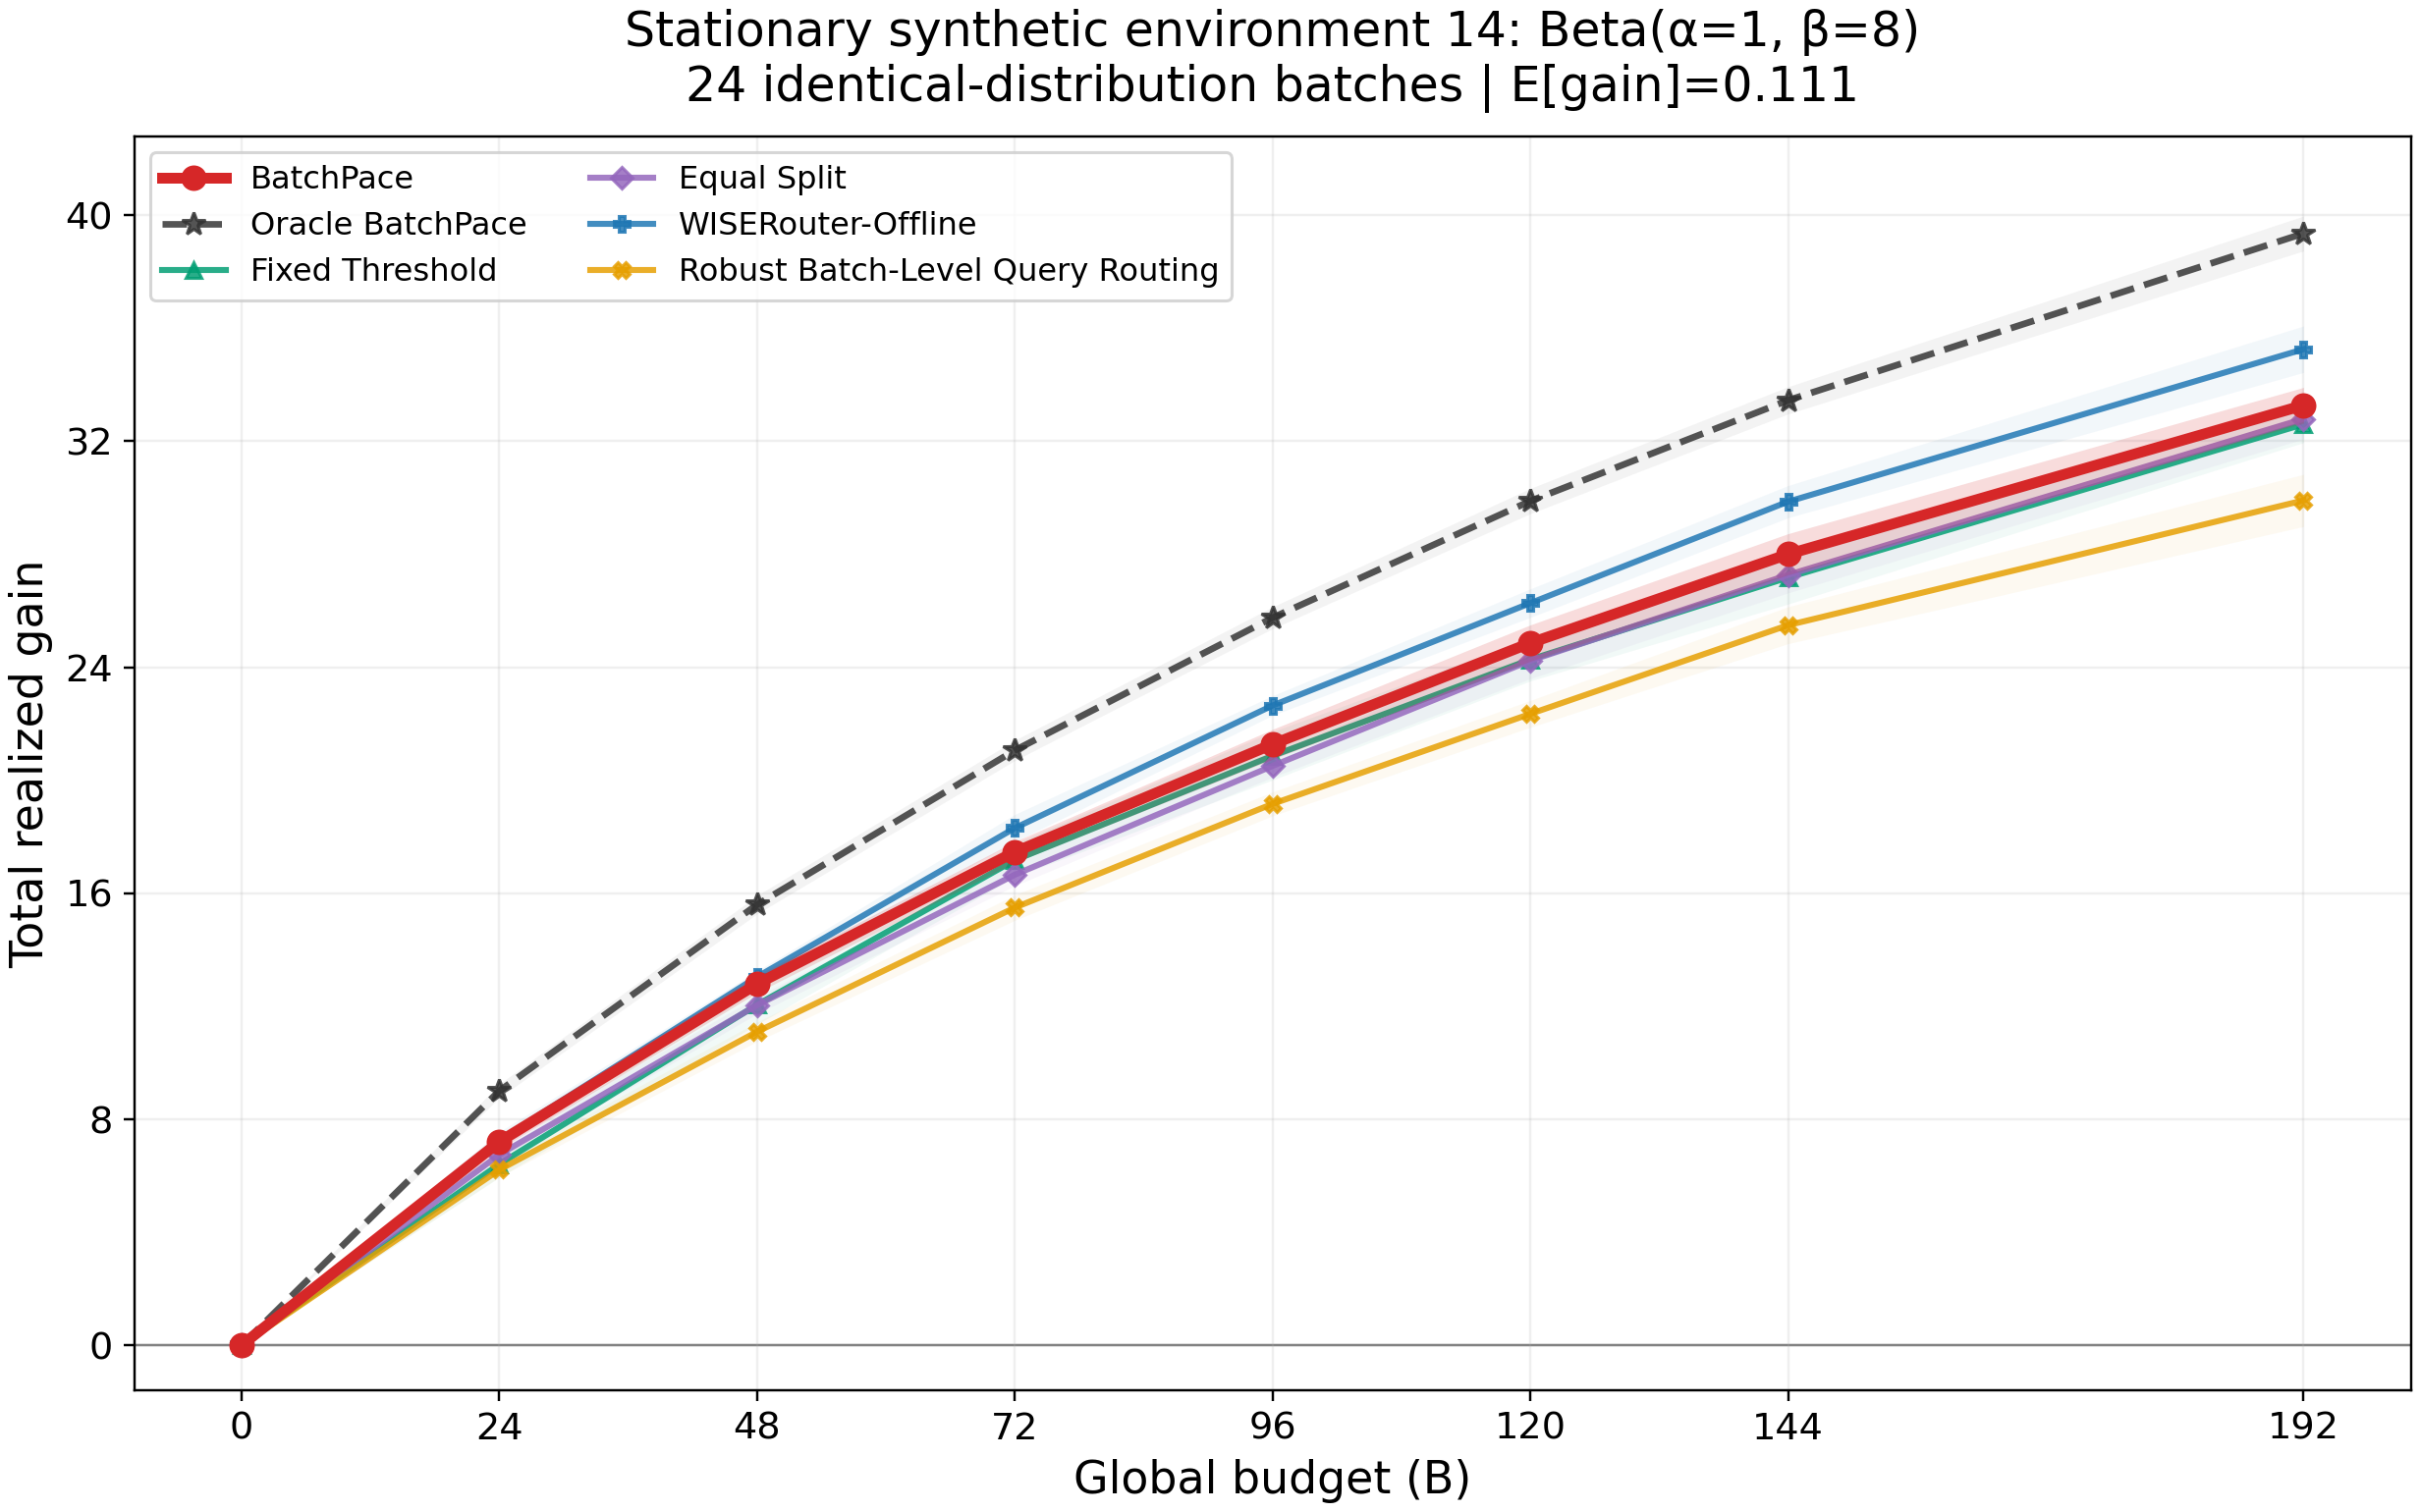 Stationary synthetic environment 14: Beta(α=1, β=8)
24 identical-distribution batches | E[gain]=0.111
BatchPace
Oracle BatchPace
Fixed Threshold
Equal Split
WISERouter-Offline
Robust Batch-Level Query Routing
Total realized gain
40
32
24
16
8
0
0 24 48 72 96 120 144 192
Global budget (B)